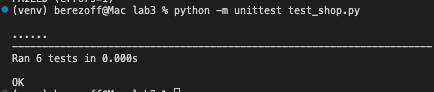 (venv) berezoff@Mac lab3 % python -m unittest test_shop.py
......
----------------------------------------------------------------------
Ran 6 tests in 0.000s
OK